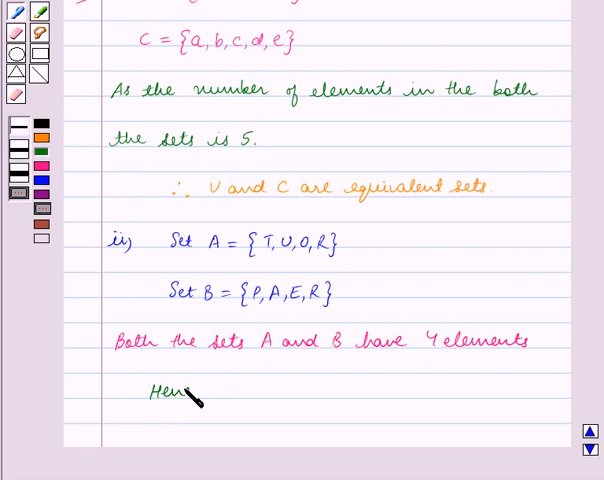 C = {a, b, c, d, e}
As the number of elements in the both
the sets is 5.
∴ U and C are equivalent sets.
ii) Set A = { T, U, O, R}
Set B = {P, A, E, R}
Both the sets A and B have 4 elements
Hen